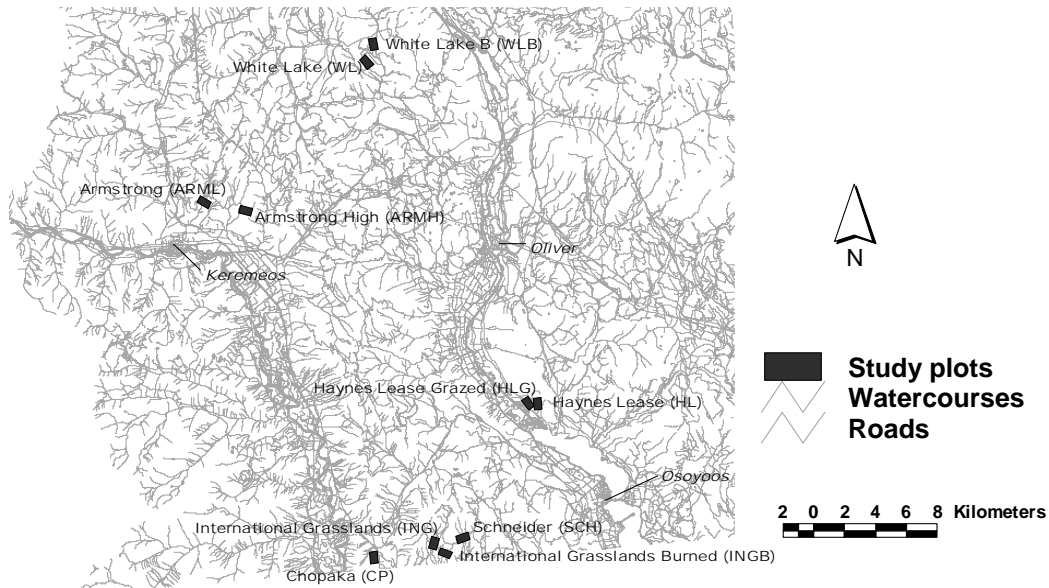 White Lake B (WLB)
White Lake (WL)
Armstrong (ARML)
Armstrong High (ARMH)
Oliver
Keremeos
N
Study plots
Watercourses
Roads
Haynes Lease Grazed (HLG)
Haynes Lease (HL)
Osoyoos
2 0 2 4 6 8 Kilometers
International Grasslands (ING)
Schneider (SCH)
International Grasslands Burned (INGB)
Chopaka (CP)